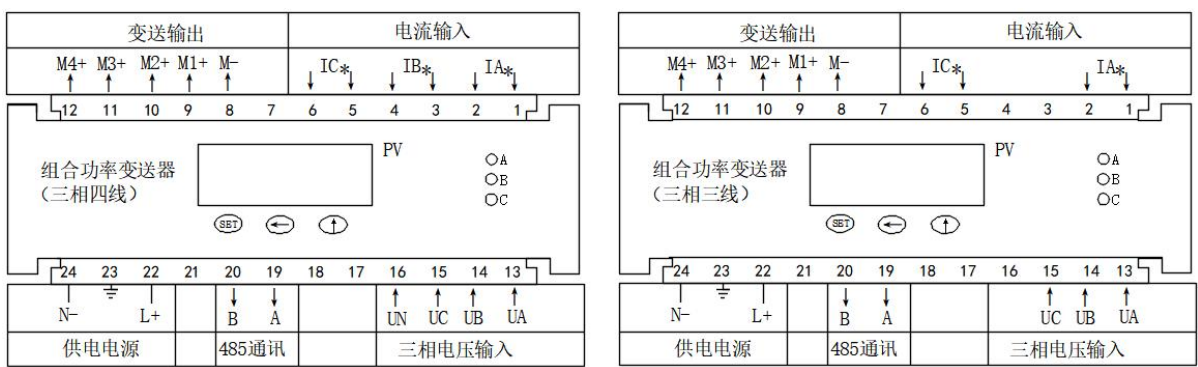 变送输出 电流输入
M4+ M3+ M2+ M1+ M- IC* IB* IA*
12 11 10 9 8 7 6 5 4 3 2 1
组合功率变送器
(三相四线)
PV
A
B
C
SET
24 23 22 21 20 19 18 17 16 15 14 13
N- L+ B A UN UC UB UA
供电电源 485通讯 三相电压输入
变送输出 电流输入
M4+ M3+ M2+ M1+ M- IC* IA*
12 11 10 9 8 7 6 5 4 3 2 1
组合功率变送器
(三相三线)
PV
A
B
C
SET
24 23 22 21 20 19 18 17 16 15 14 13
N- L+ B A UC UB UA
供电电源 485通讯 三相电压输入